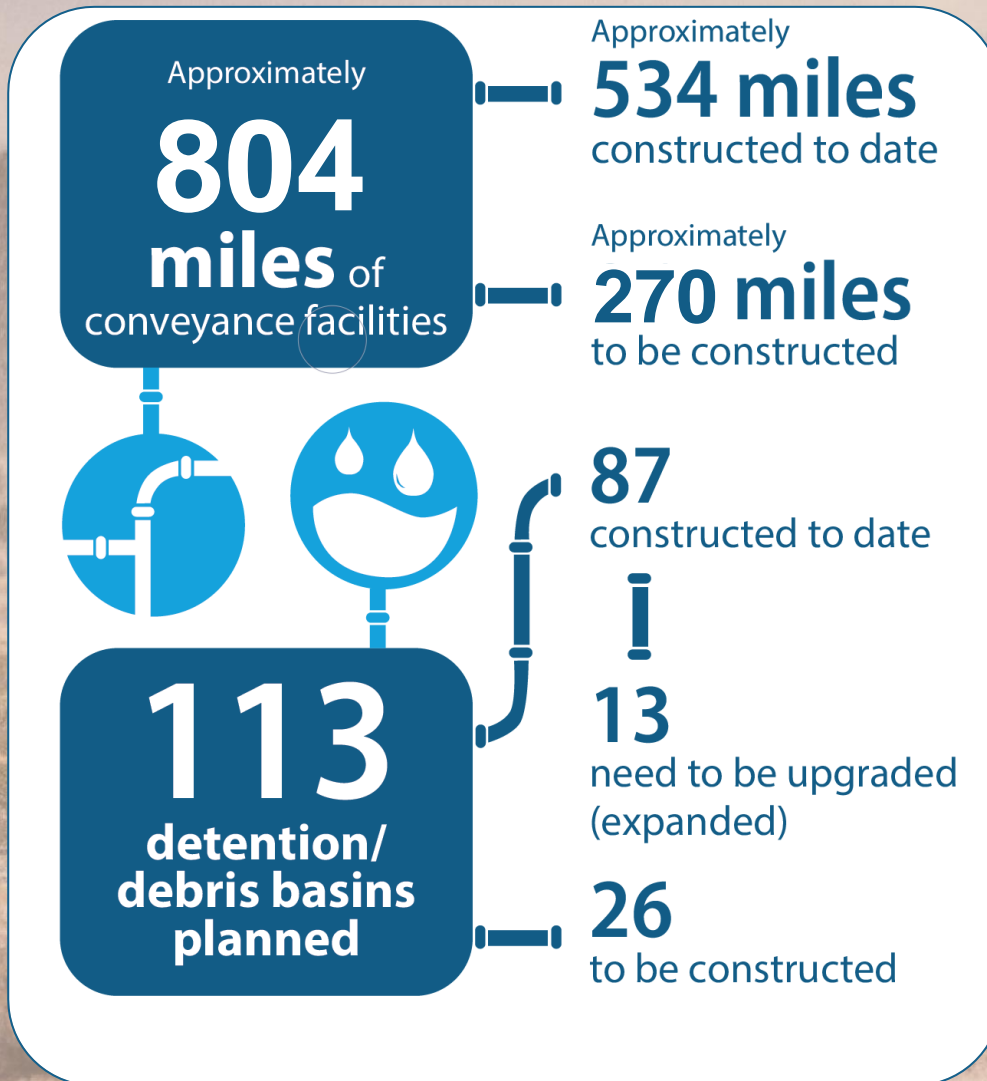 Approximately
804
miles of
conveyance facilities
Approximately
534 miles
constructed to date
Approximately
270 miles
to be constructed
113
detention/
debris basins
planned
87
constructed to date
13
need to be upgraded
(expanded)
26
to be constructed